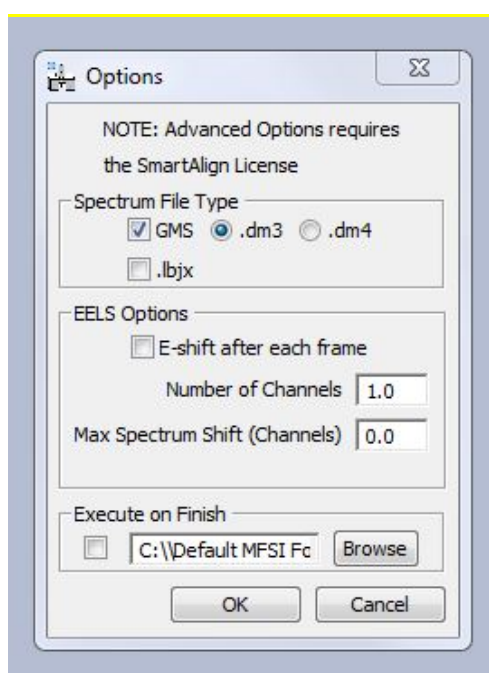 Options
NOTE: Advanced Options requires
the SmartAlign License
Spectrum File Type
GMS .dm3 .dm4
.lbjx
EELS Options
E-shift after each frame
Number of Channels 1.0
Max Spectrum Shift (Channels) 0.0
Execute on Finish
C:\\Default MFSI Fc Browse
OK Cancel